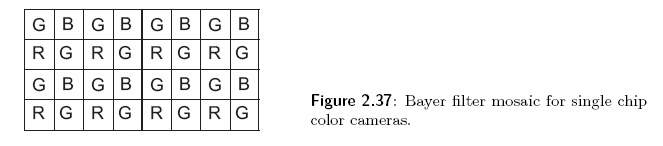 G B G B G B G B
R G R G R G R G
G B G B G B G B
R G R G R G R G
Figure 2.37: Bayer filter mosaic for single chip
color cameras.